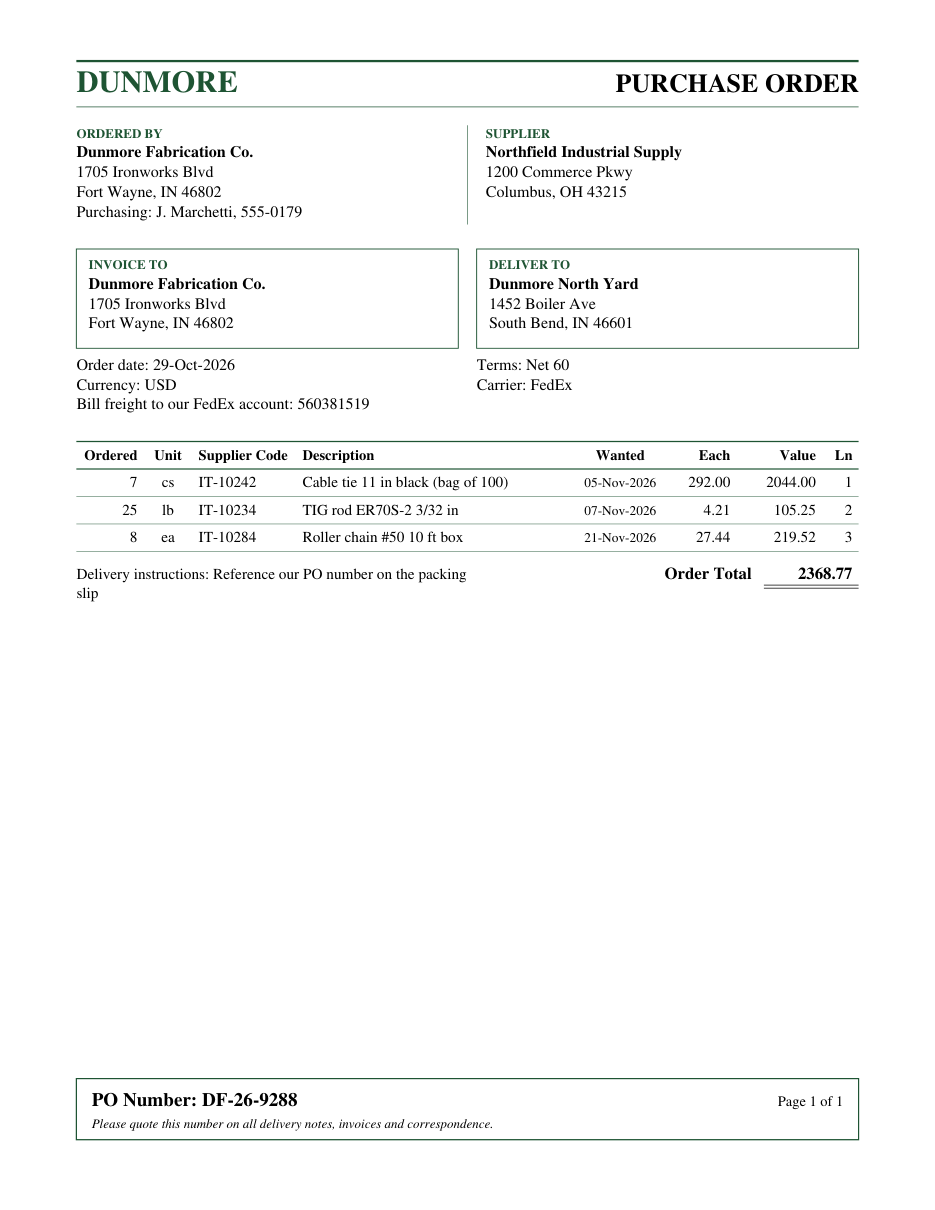 DUNMORE
PURCHASE ORDER
ORDERED BY
Dunmore Fabrication Co.
1705 Ironworks Blvd
Fort Wayne, IN 46802
Purchasing: J. Marchetti, 555-0179
SUPPLIER
Northfield Industrial Supply
1200 Commerce Pkwy
Columbus, OH 43215
INVOICE TO
Dunmore Fabrication Co.
1705 Ironworks Blvd
Fort Wayne, IN 46802
DELIVER TO
Dunmore North Yard
1452 Boiler Ave
South Bend, IN 46601
Order date: 29-Oct-2026
Currency: USD
Bill freight to our FedEx account: 560381519
Terms: Net 60
Carrier: FedEx
Ordered Unit Supplier Code Description Wanted Each Value Ln
7 cs IT-10242 Cable tie 11 in black (bag of 100) 05-Nov-2026 292.00 2044.00 1
25 lb IT-10234 TIG rod ER70S-2 3/32 in 07-Nov-2026 4.21 105.25 2
8 ea IT-10284 Roller chain #50 10 ft box 21-Nov-2026 27.44 219.52 3
Delivery instructions: Reference our PO number on the packing
slip
Order Total 2368.77
PO Number: DF-26-9288
Page 1 of 1
Please quote this number on all delivery notes, invoices and correspondence.